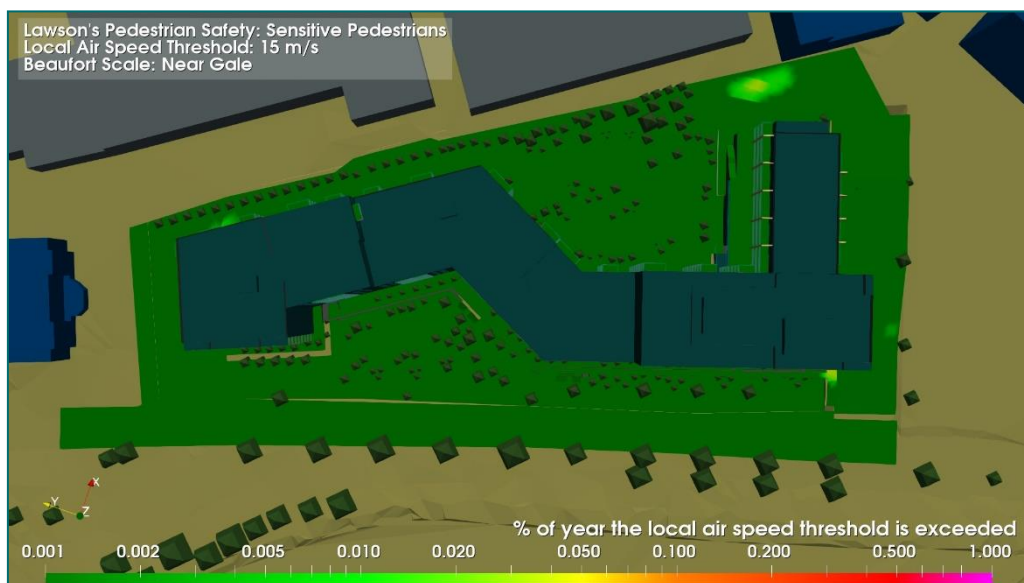 Lawson's Pedestrian Safety: Sensitive Pedestrians
Local Air Speed Threshold: 15 m/s
Beaufort Scale: Near Gale
X
Y
Z
% of year the local air speed threshold is exceeded
0.001 0.002 0.005 0.010 0.020 0.050 0.100 0.200 0.500 1.000